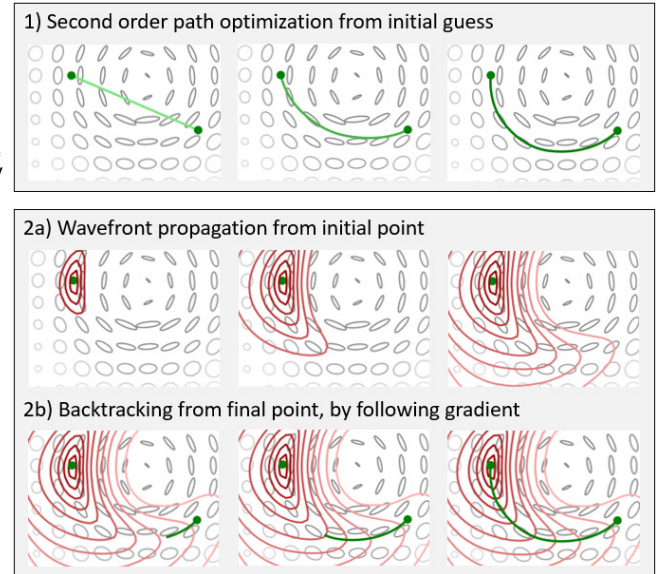 1) Second order path optimization from initial guess
2a) Wavefront propagation from initial point
2b) Backtracking from final point, by following gradient